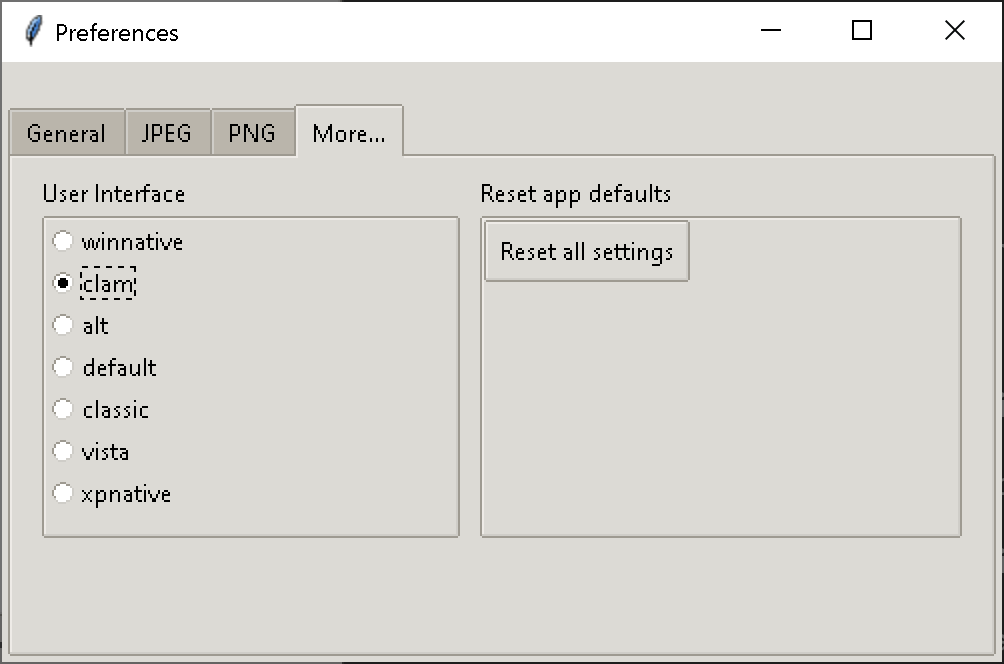 Preferences
General JPEG PNG More...
User Interface
winnative
clam
alt
default
classic
vista
xpnative
Reset app defaults
Reset all settings